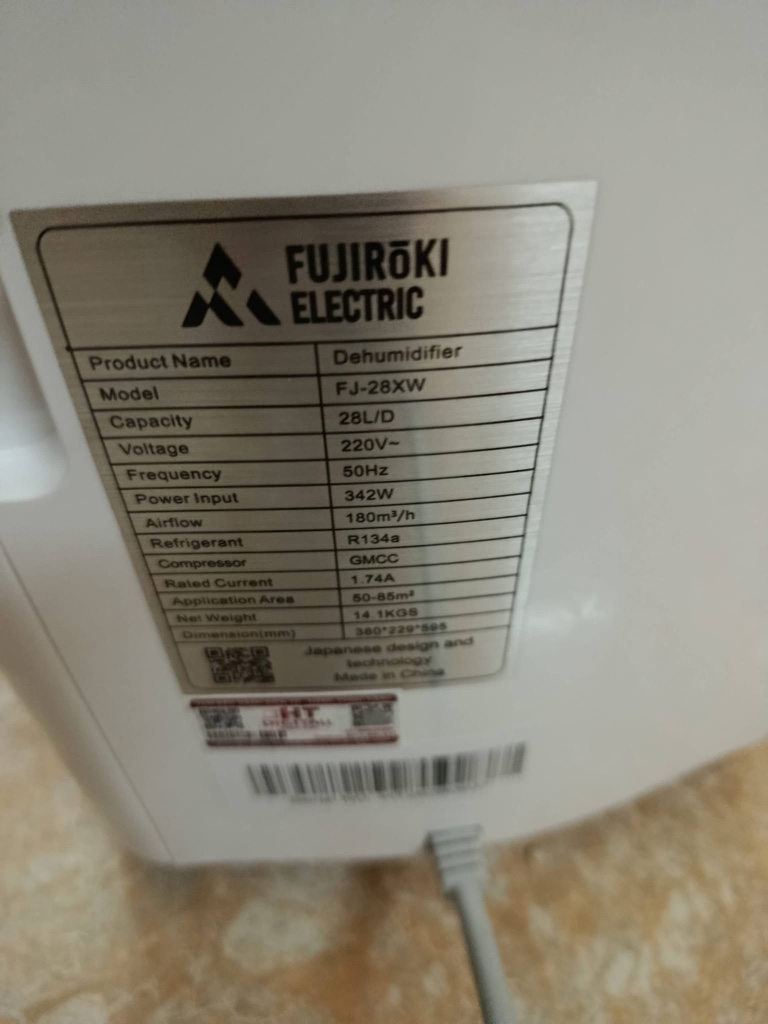 FUJIRōKI
ELECTRIC
Product Name Dehumidifier
Model FJ-28XW
Capacity 28L/D
Voltage 220V~
Frequency 50Hz
Power Input 342W
Airflow 180m³/h
Refrigerant R134a
Compressor GMCC
Rated Current 1.74A
Application Area 50-85m²
Net Weight 14.1KGS
Dimension(mm) 380*229*595
Japanese design and
technology
Made in China
HT